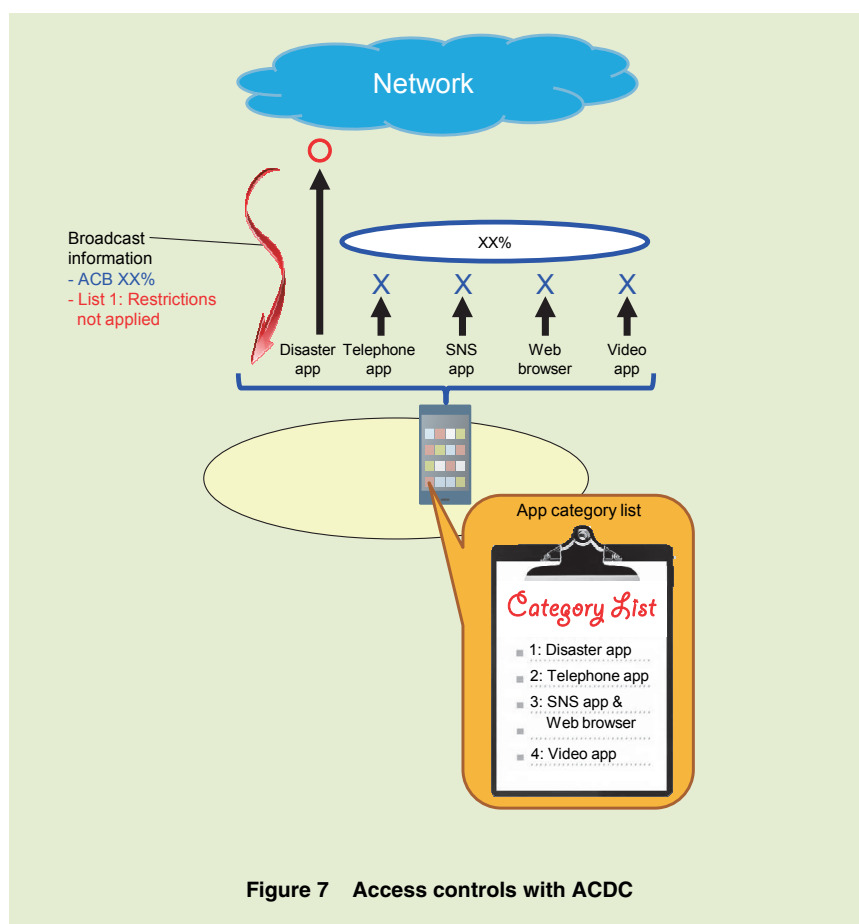 Network
Broadcast
information
- ACB XX%
- List 1: Restrictions
not applied
XX%
X X X X
Disaster
app
Telephone
app
SNS
app
Web
browser
Video
app
App category list
Category List
1: Disaster app
2: Telephone app
3: SNS app &
Web browser
4: Video app
Figure 7 Access controls with ACDC